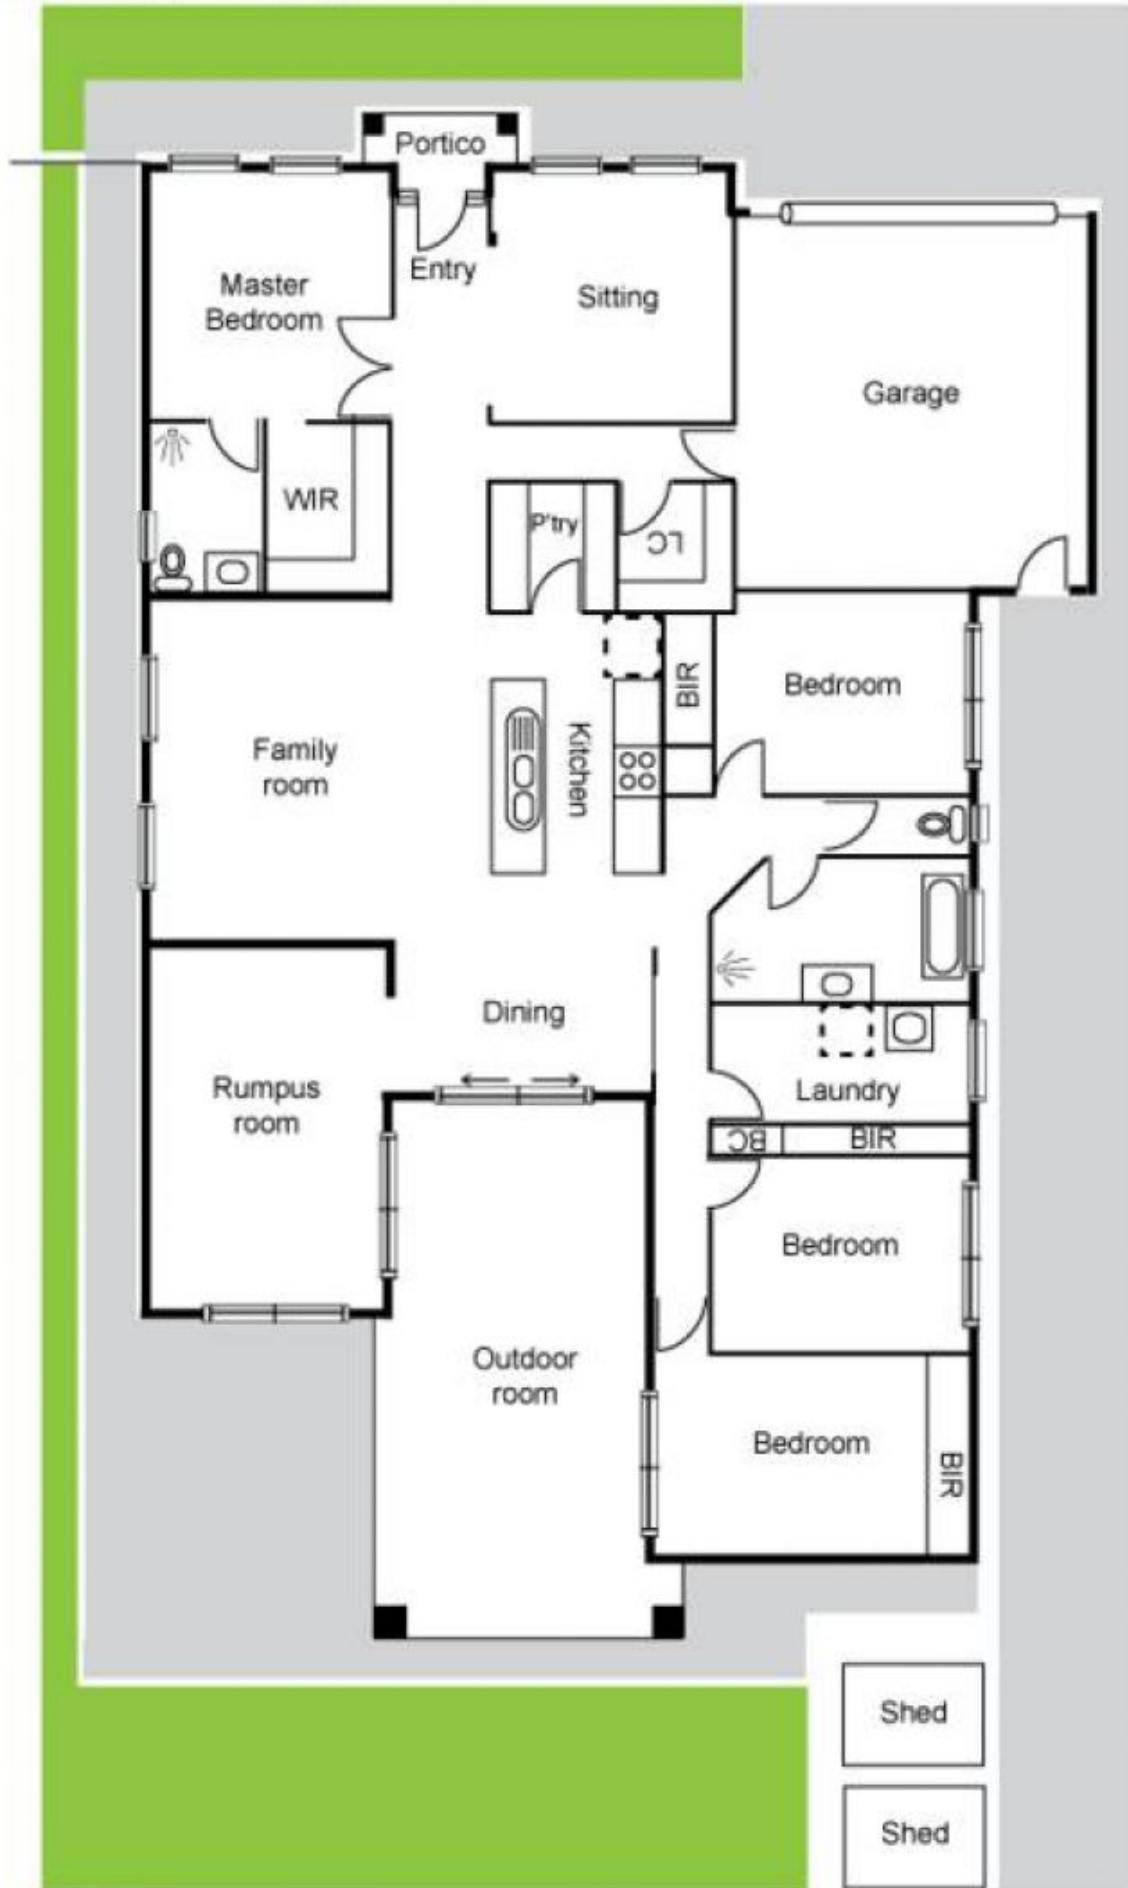 Portico
Entry
Master
Bedroom
Sitting
Garage
WIR
P'try
LC
BIR
Bedroom
Family
room
Kitchen
Dining
Rumpus
room
Laundry
BC
BIR
Bedroom
Outdoor
room
Bedroom
BIR
Shed
Shed